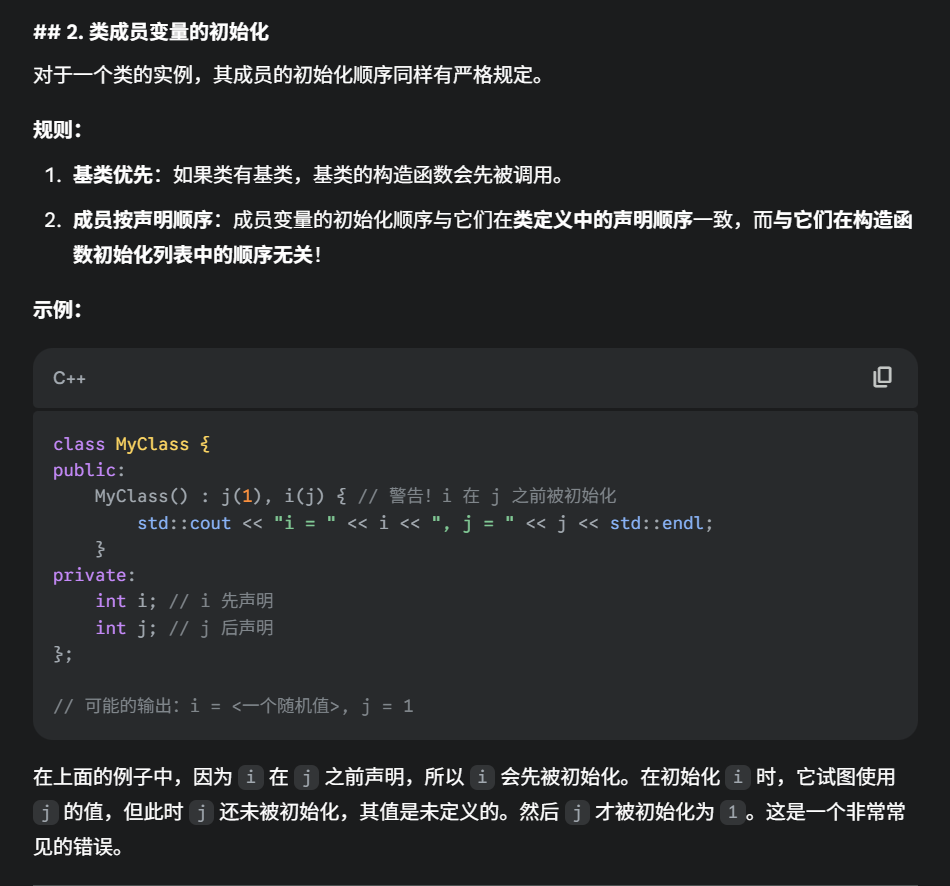 ## 2. 类成员变量的初始化
对于一个类的实例，其成员的初始化顺序同样有严格规定。
规则：
1. 基类优先：如果类有基类，基类的构造函数会先被调用。
2. 成员按声明顺序：成员变量的初始化顺序与它们在类定义中的声明顺序一致，而与它们在构造函
数初始化列表中的顺序无关！
示例：
C++
class MyClass {
public:
    MyClass() : j(1), i(j) { // 警告！i 在 j 之前被初始化
        std::cout << "i = " << i << ", j = " << j << std::endl;
    }
private:
    int i; // i 先声明
    int j; // j 后声明
};
// 可能的输出：i = <一个随机值>, j = 1
在上面的例子中，因为 i 在 j 之前声明，所以 i 会先被初始化。在初始化 i 时，它试图使用
j 的值，但此时 j 还未被初始化，其值是未定义的。然后 j 才被初始化为 1 。这是一个非常常
见的错误。